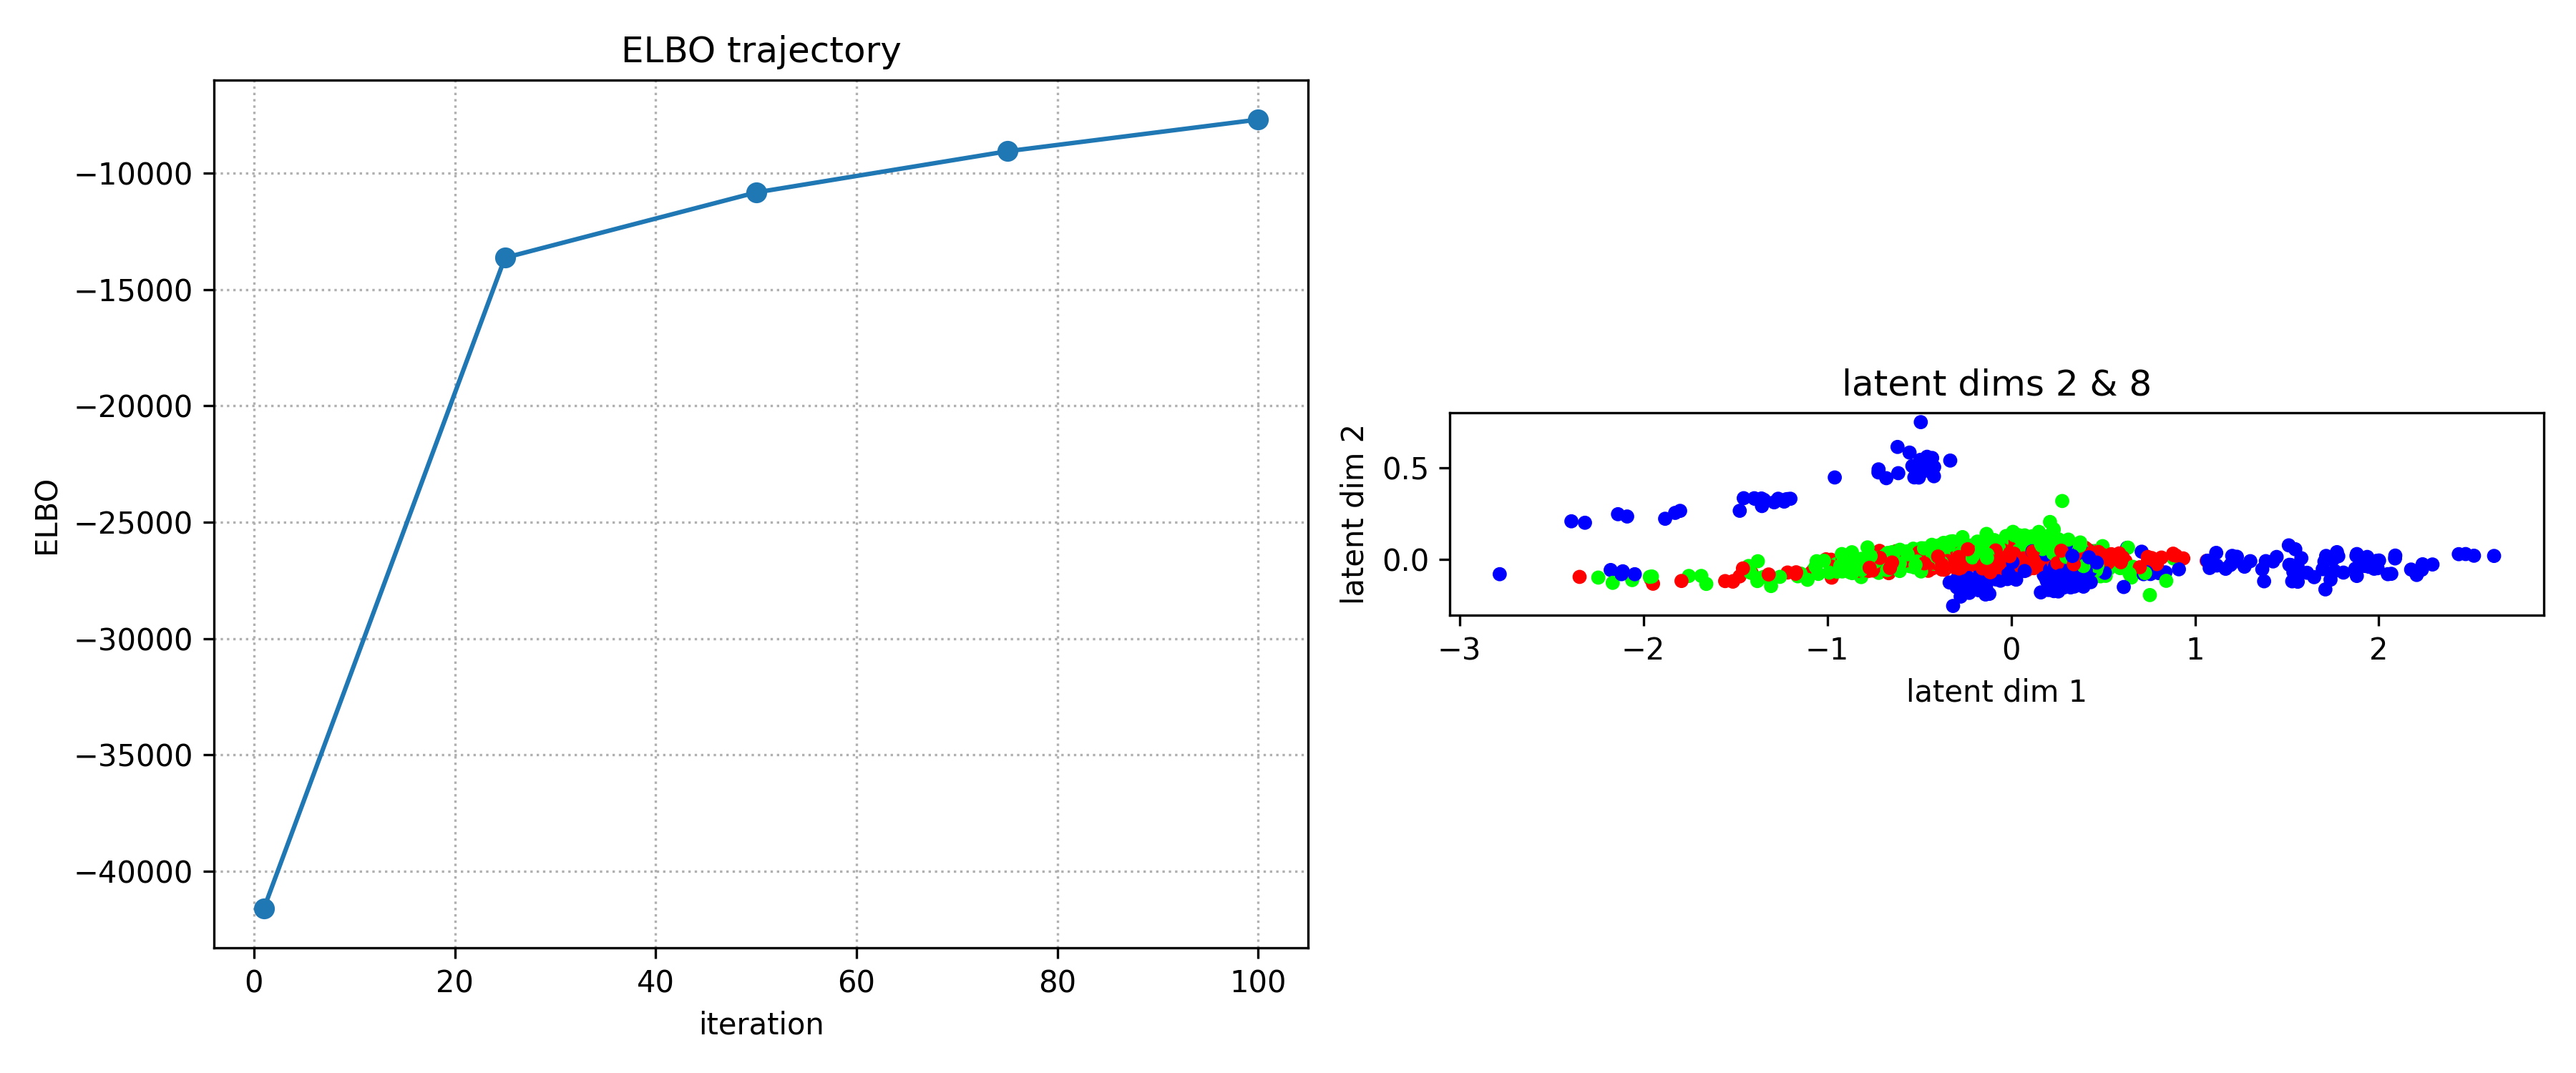 ELBO trajectory
ELBO
−10000
−15000
−20000
−25000
−30000
−35000
−40000
0 20 40 60 80 100
iteration
latent dims 2 & 8
latent dim 2
0.5
0.0
−3 −2 −1 0 1 2
latent dim 1